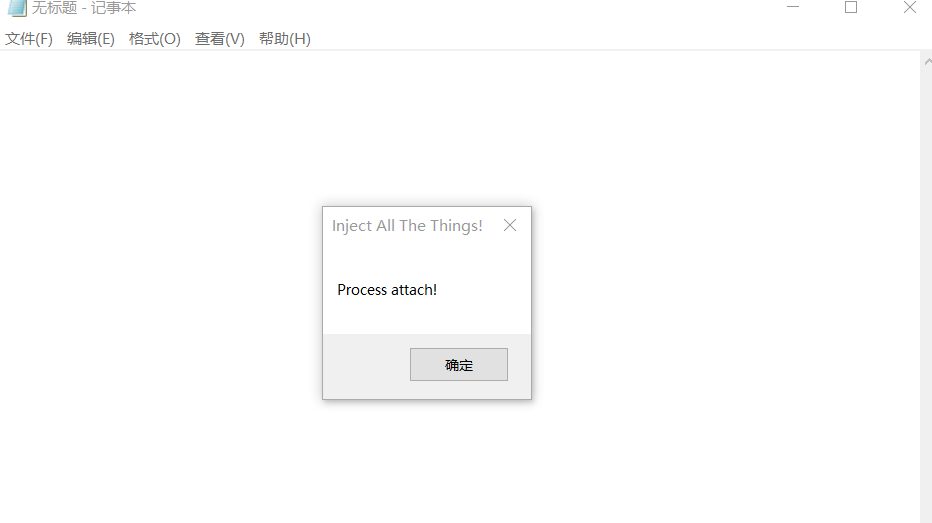 无标题 - 记事本
文件(F) 编辑(E) 格式(O) 查看(V) 帮助(H)
Inject All The Things!
Process attach!
确定